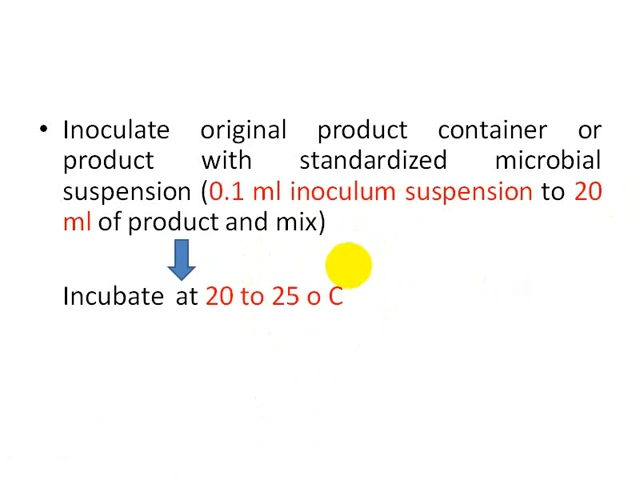 • Inoculate original product container or
product with standardized microbial
suspension (0.1 ml inoculum suspension to 20
ml of product and mix)
Incubate at 20 to 25 o C